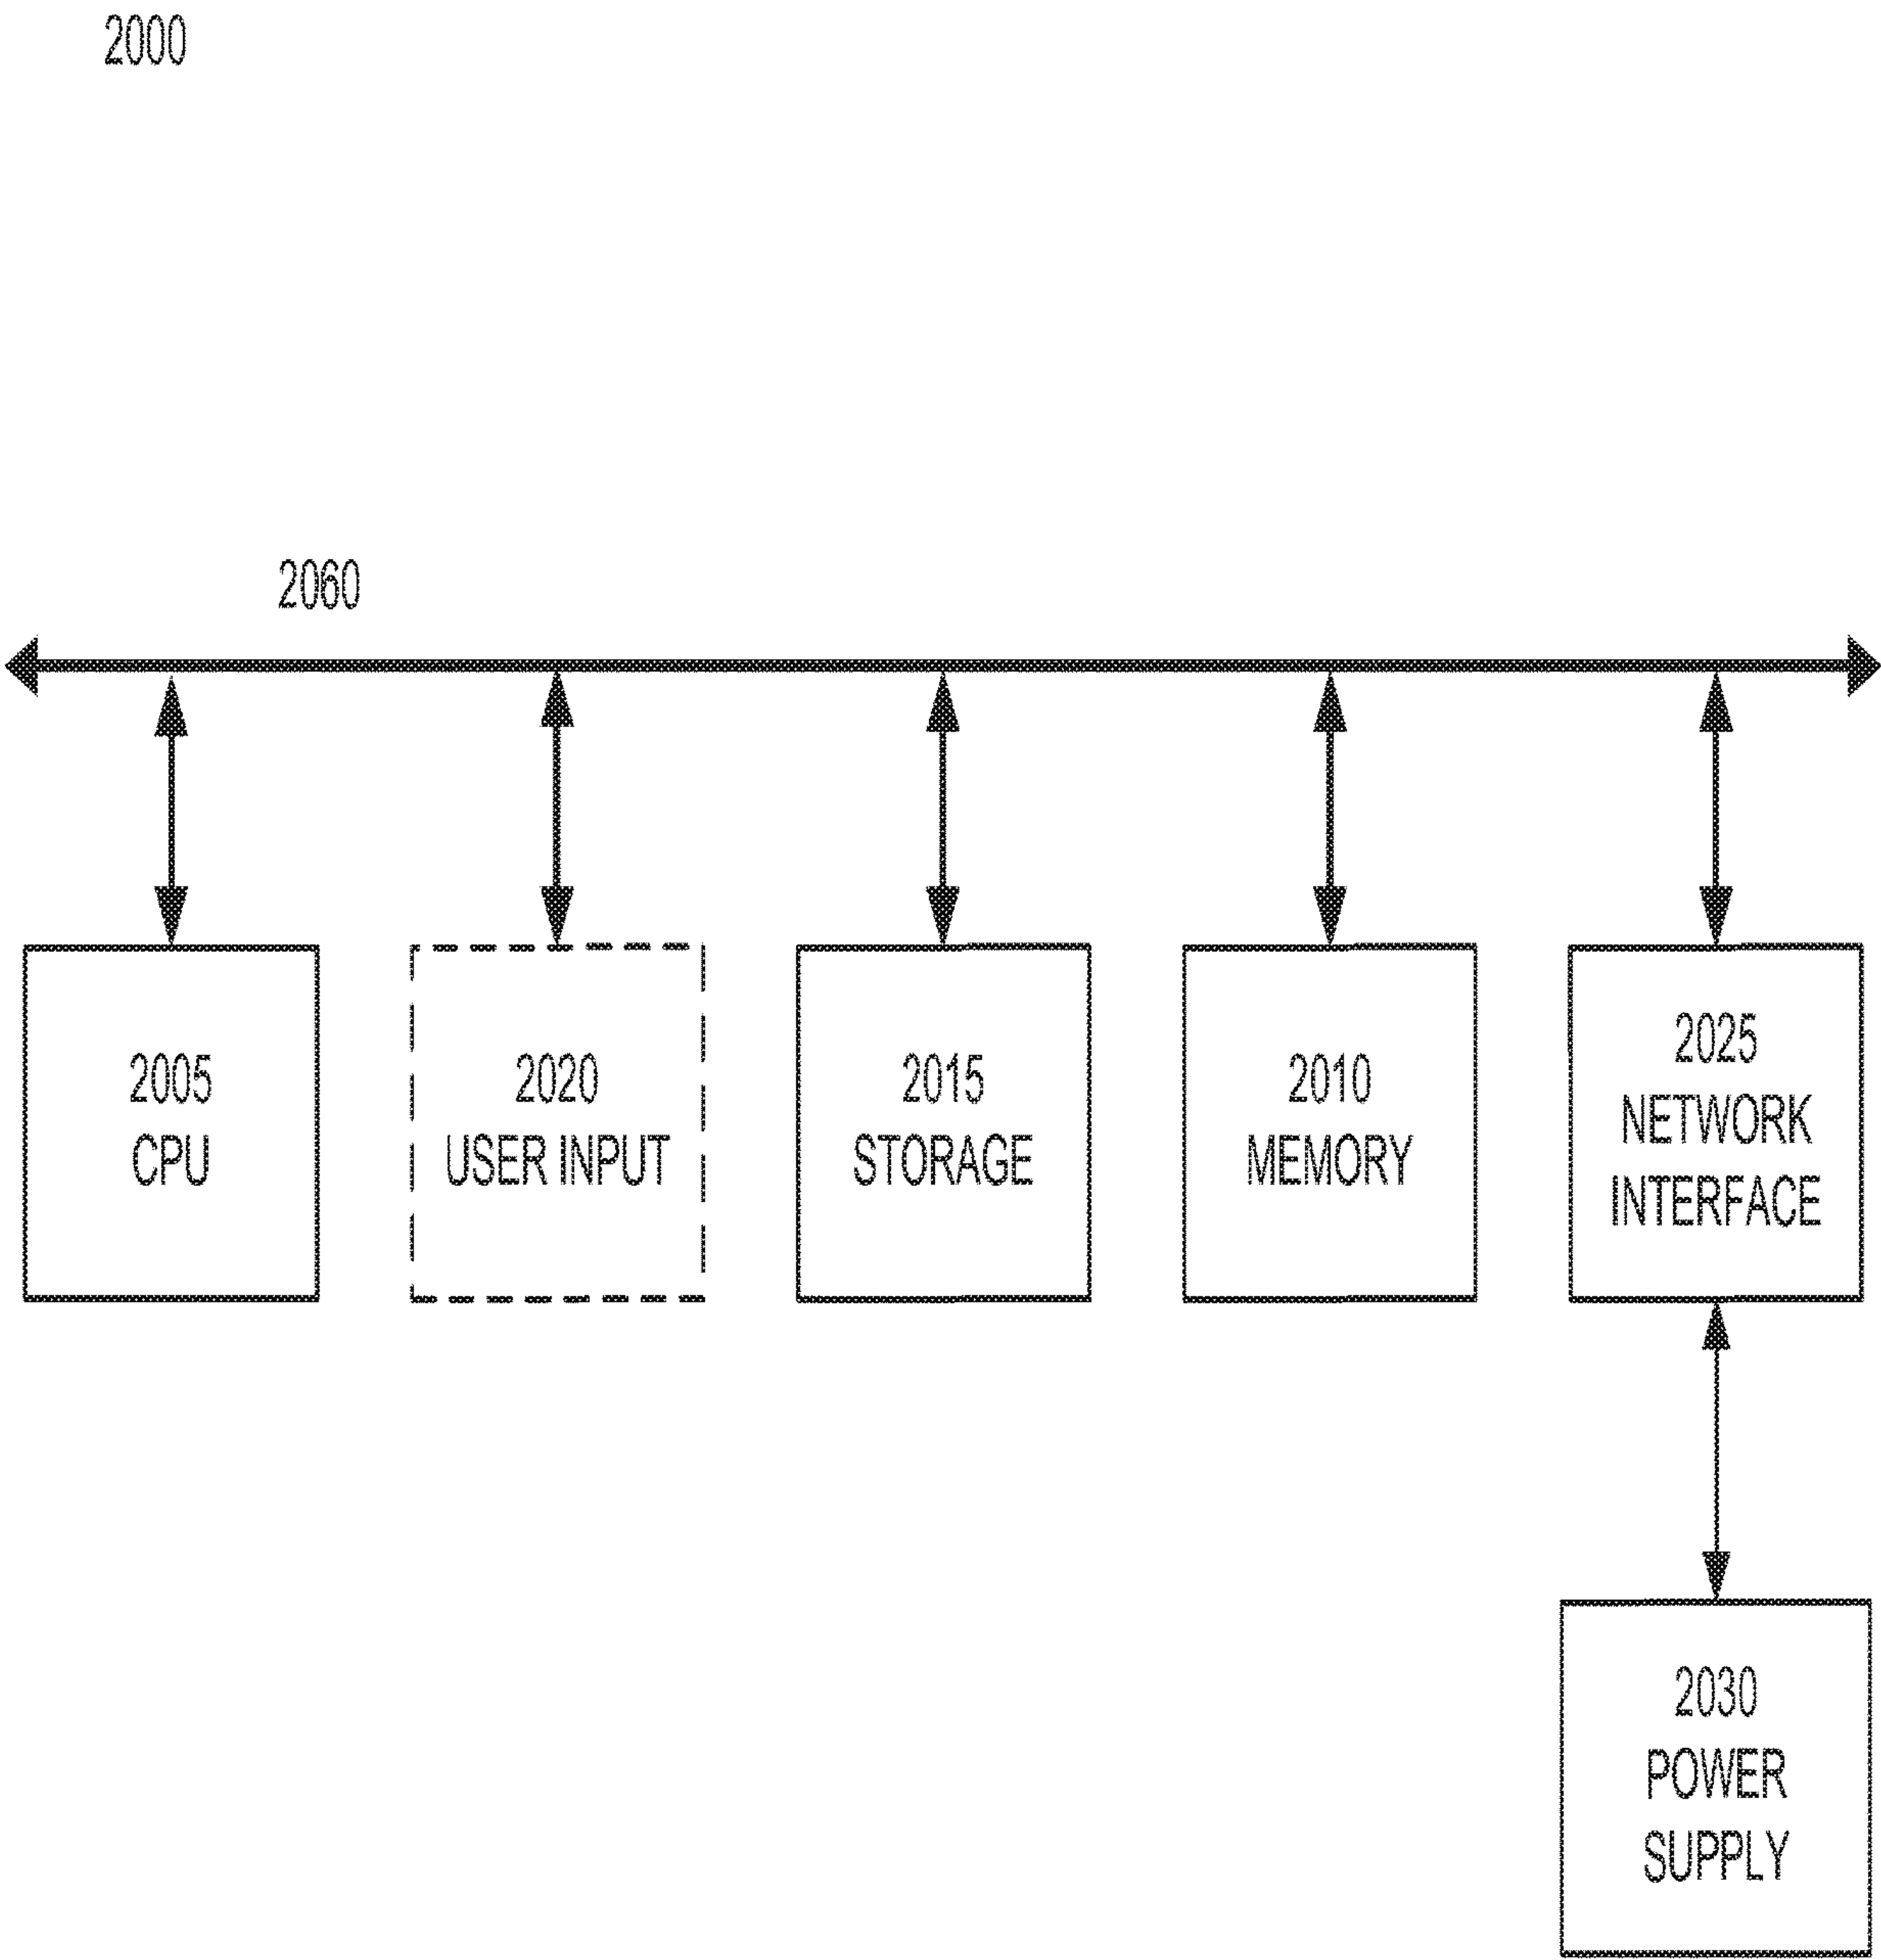 2000
2060
2005
CPU
2020
USER INPUT
2015
STORAGE
2010
MEMORY
2025
NETWORK
INTERFACE
2030
POWER
SUPPLY